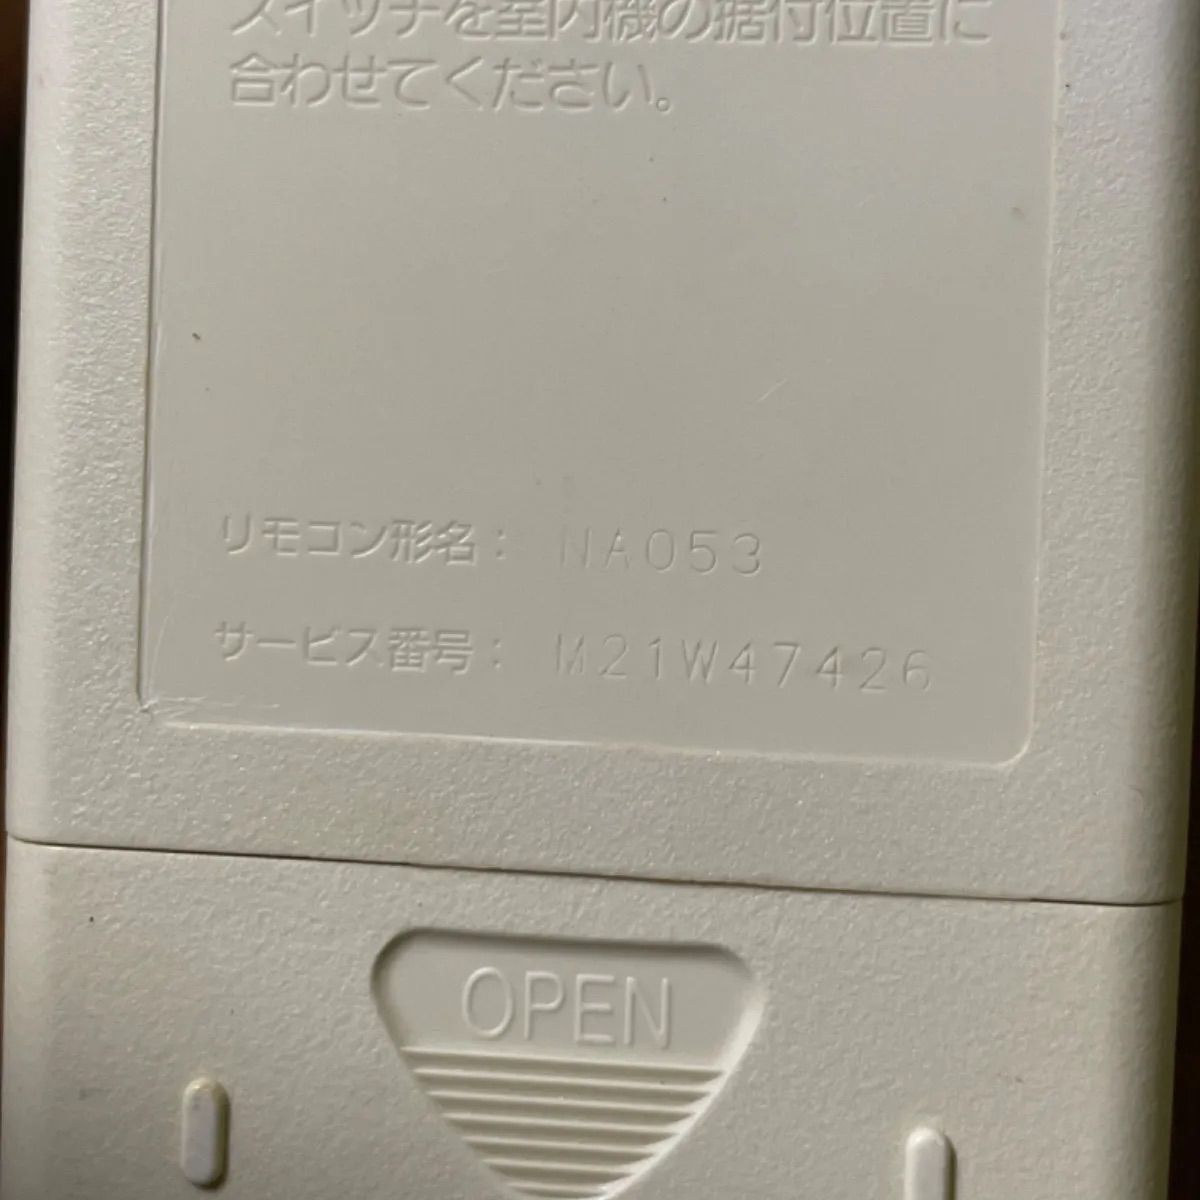 スイッチを室内機の据付位置に
合わせてください。
リモコン形名： NA053
サービス番号： M21W47426
OPEN